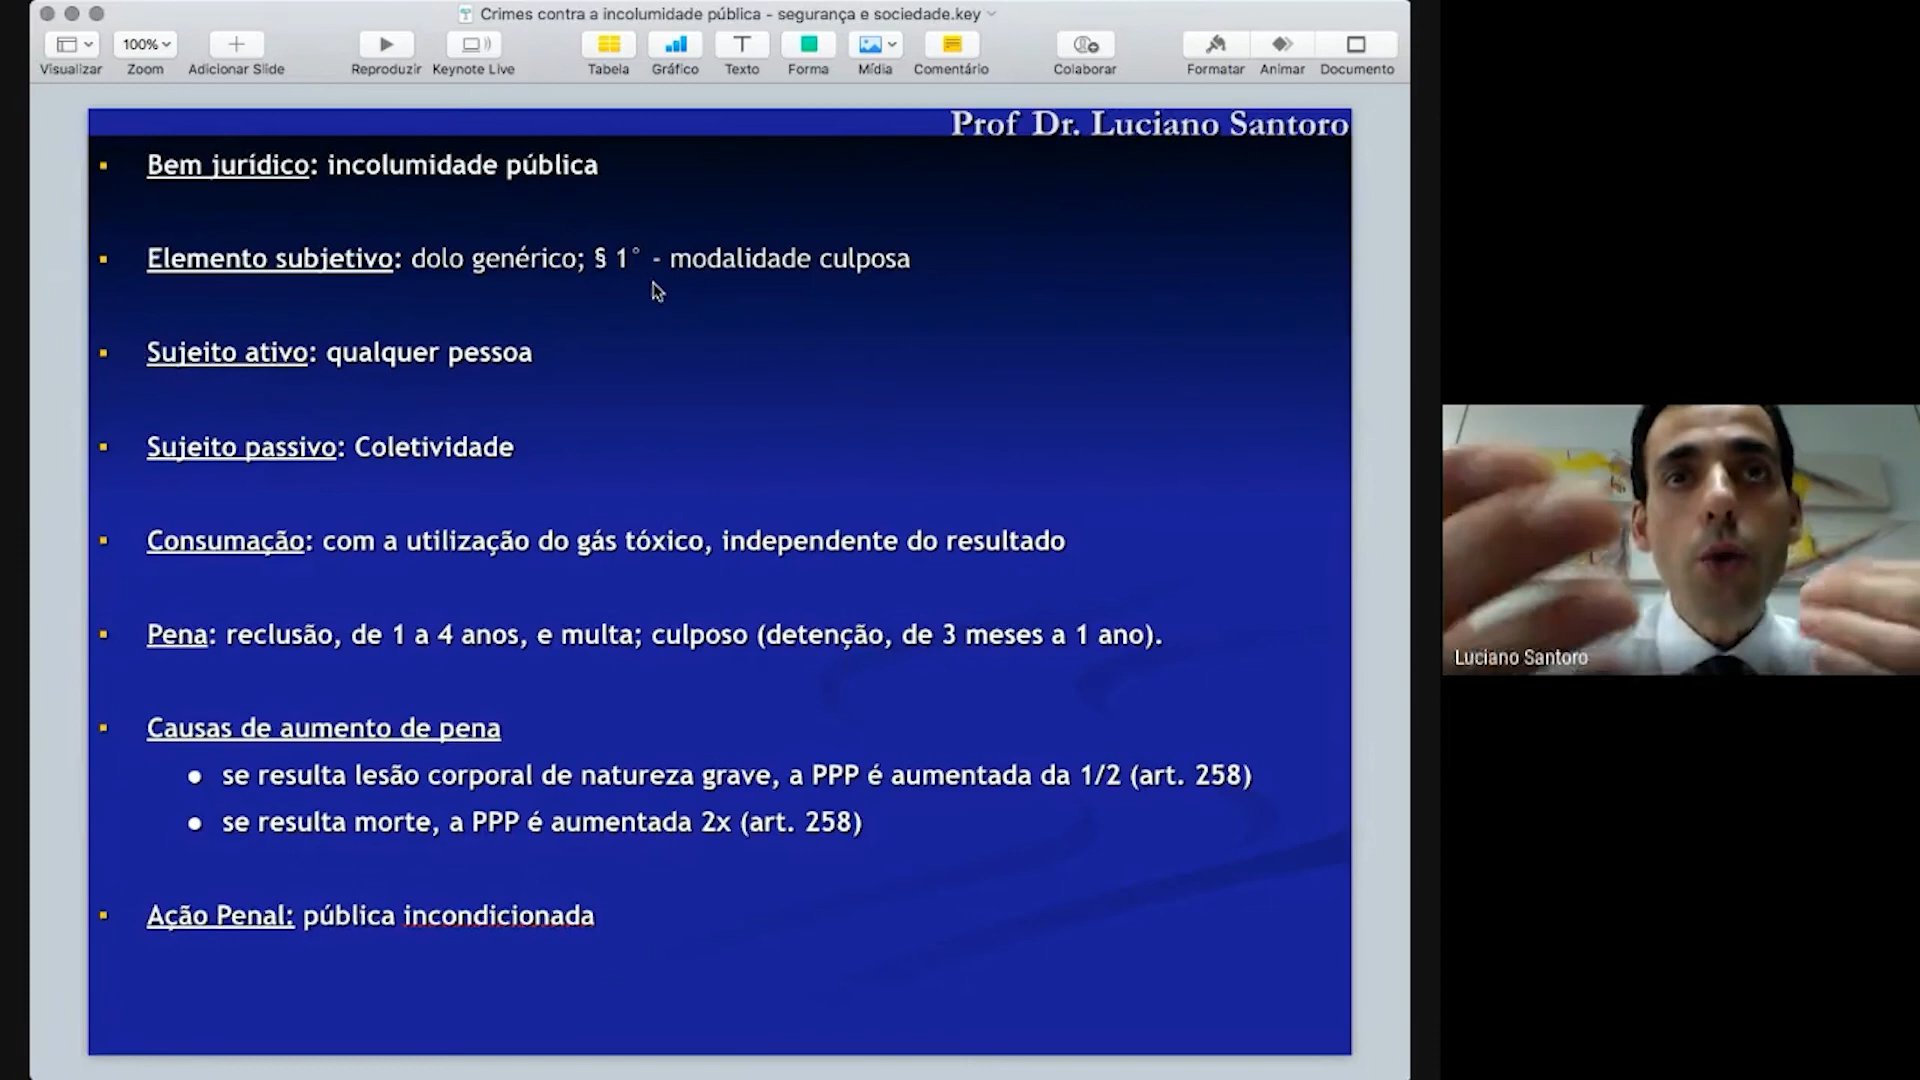 Crimes contra a incolumidade pública - segurança e sociedade.key
100%
Visualizar Zoom Adicionar Slide Reproduzir Keynote Live Tabela Gráfico Texto Forma Mídia Comentário Colaborar Formatar Animar Documento
Prof Dr. Luciano Santoro
Bem jurídico: incolumidade pública
Elemento subjetivo: dolo genérico; § 1° - modalidade culposa
Sujeito ativo: qualquer pessoa
Sujeito passivo: Coletividade
Consumação: com a utilização do gás tóxico, independente do resultado
Pena: reclusão, de 1 a 4 anos, e multa; culposo (detenção, de 3 meses a 1 ano).
Causas de aumento de pena
se resulta lesão corporal de natureza grave, a PPP é aumentada da 1/2 (art. 258)
se resulta morte, a PPP é aumentada 2x (art. 258)
Ação Penal: pública incondicionada
Luciano Santoro